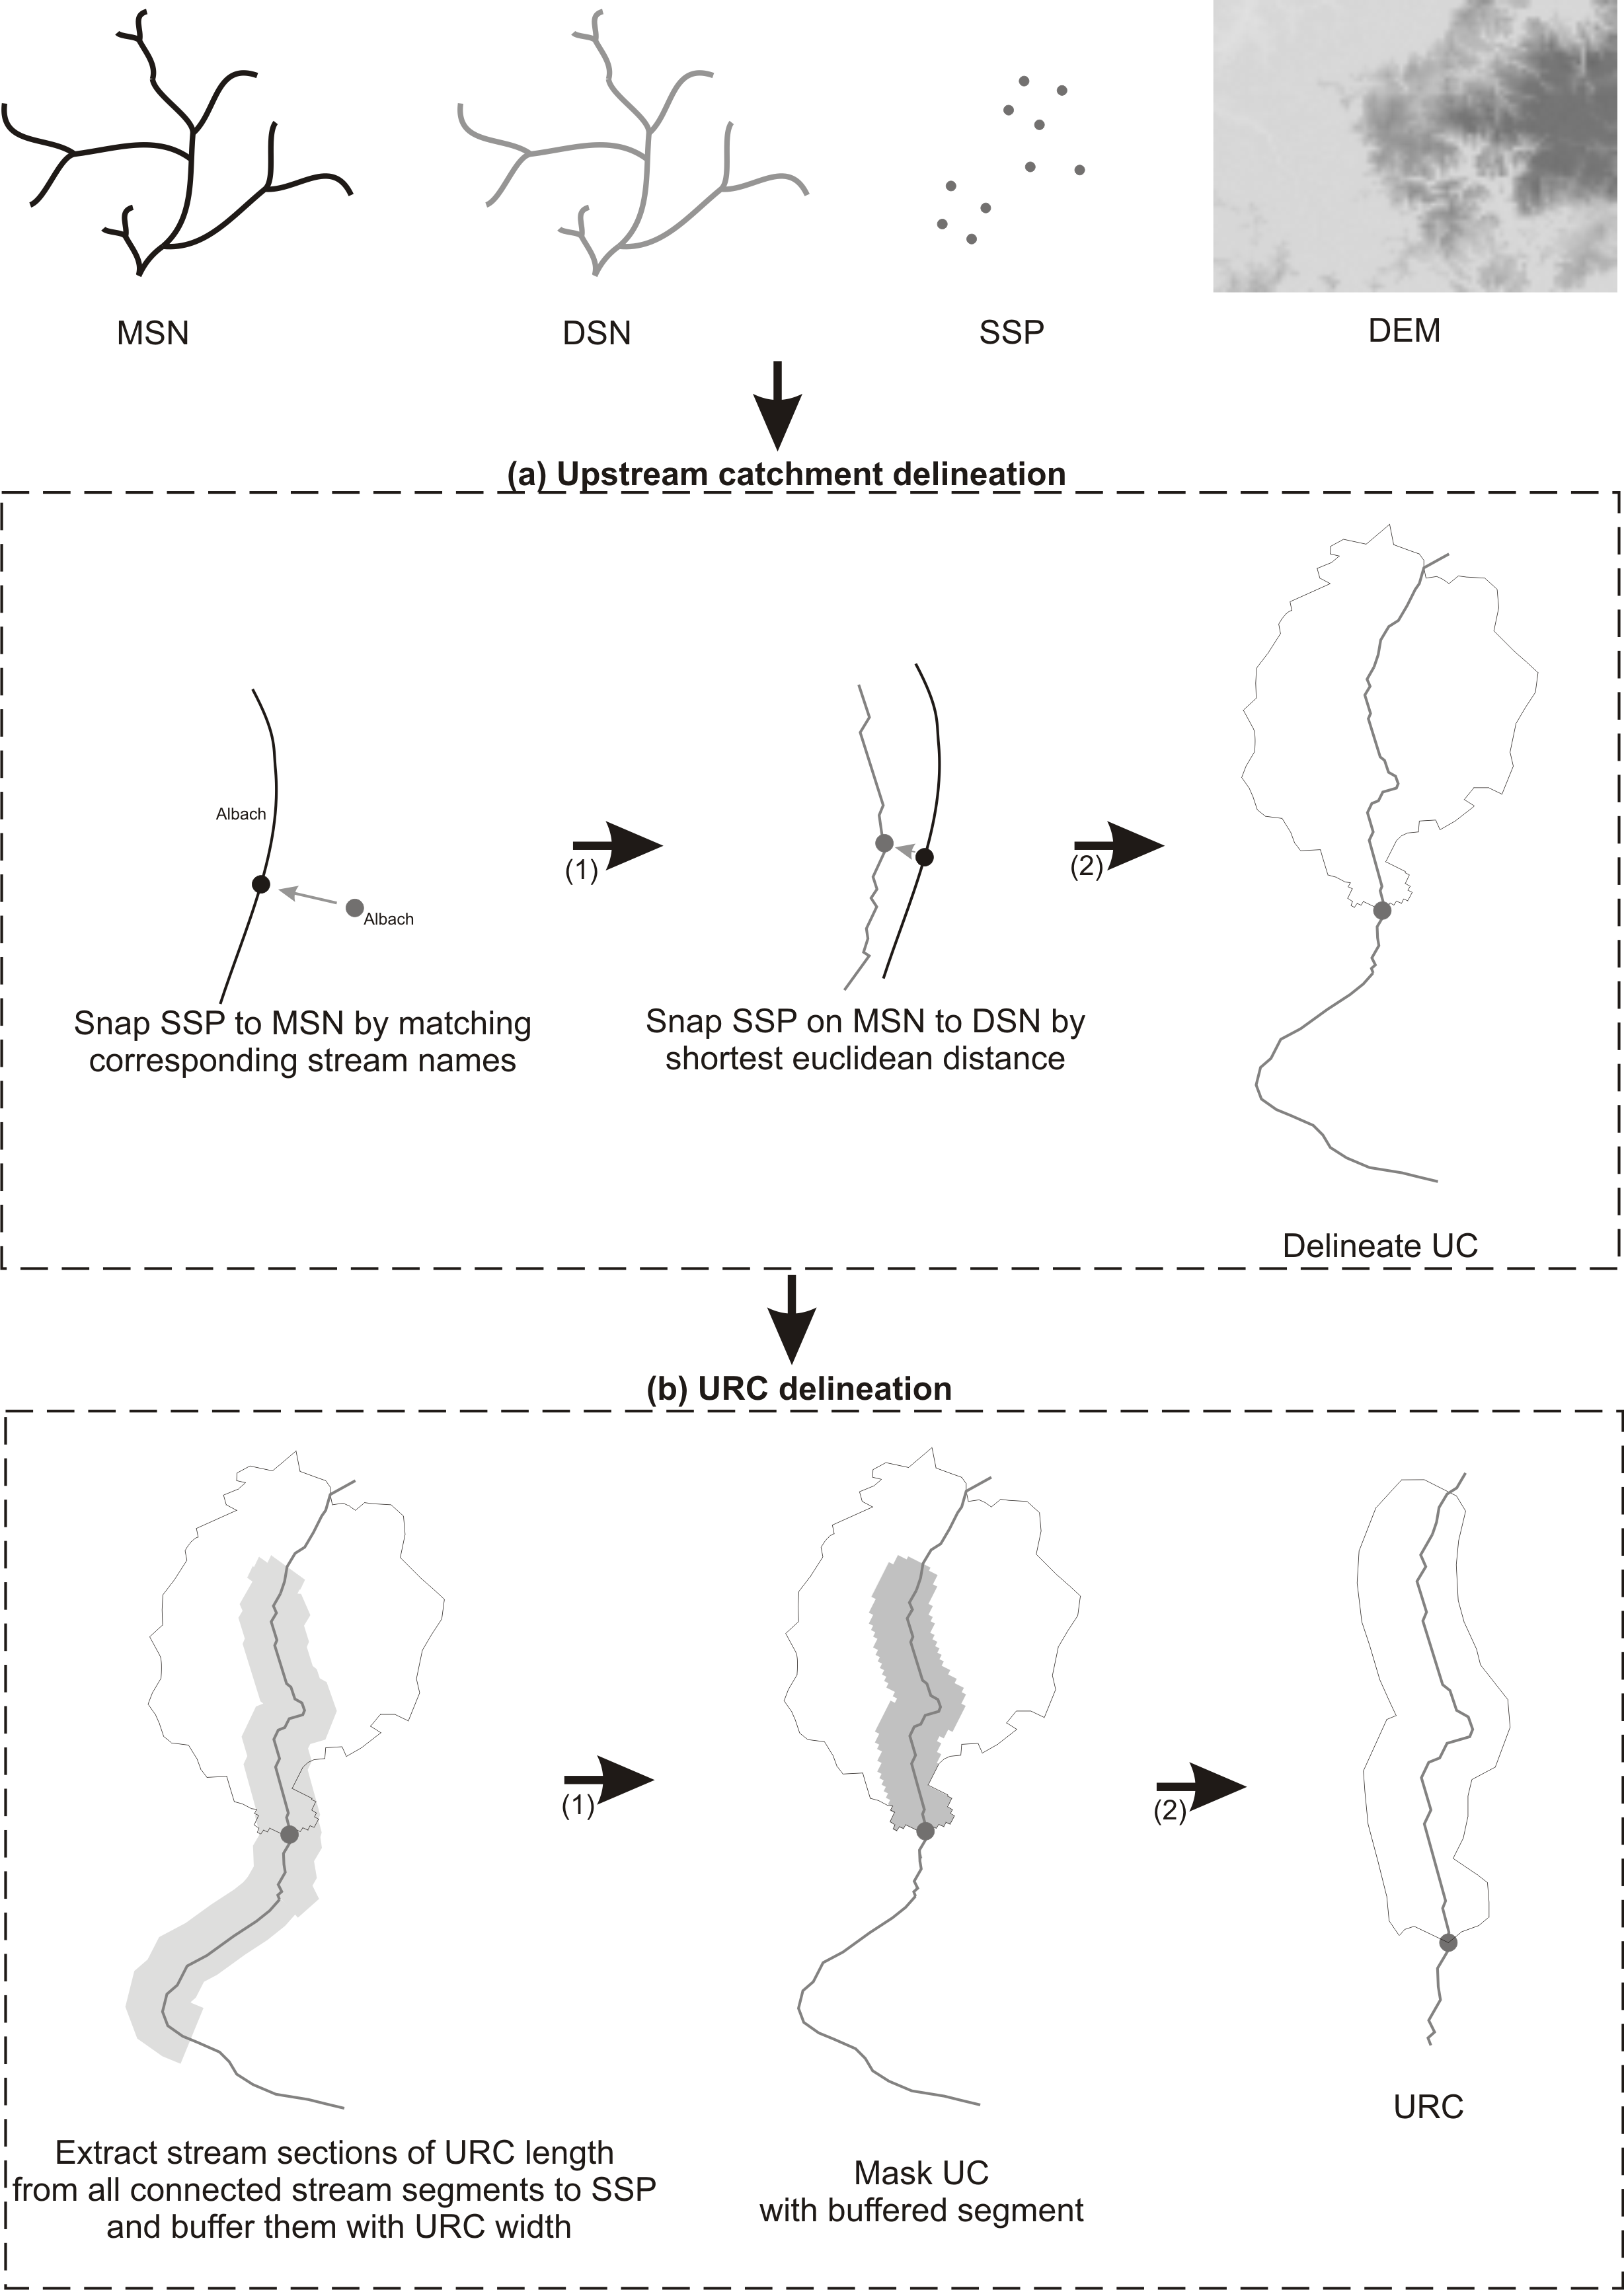 MSN
DSN
SSP
DEM
(a) Upstream catchment delineation
Albach
Albach
(1)
(2)
Snap SSP to MSN by matching
corresponding stream names
Snap SSP on MSN to DSN by
shortest euclidean distance
Delineate UC
(b) URC delineation
(1)
(2)
Extract stream sections of URC length
from all connected stream segments to SSP
and buffer them with URC width
Mask UC
with buffered segment
URC